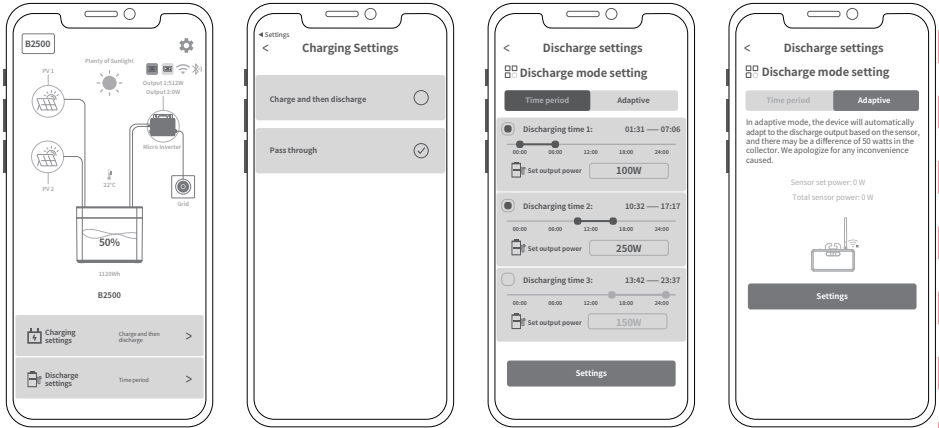 B2500
Plenty of Sunlight
PV 1
Output 1:512W
Output 2:0W
Micro Inverter
PV 2
22°C
Grid
50%
1120Wh
B2500
Charging settings
Charge and then discharge
>
Discharge settings
Time period
>
◀ Settings
<
Charging Settings
Charge and then discharge
Pass through
<
Discharge settings
Discharge mode setting
Time period
Adaptive
Discharging time 1:
01:31 — 07:06
00:00 06:00 12:00 18:00 24:00
Set output power
100W
Discharging time 2:
10:32 — 17:17
00:00 06:00 12:00 18:00 24:00
Set output power
250W
Discharging time 3:
13:42 — 23:37
00:00 06:00 12:00 18:00 24:00
Set output power
150W
Settings
<
Discharge settings
Discharge mode setting
Time period
Adaptive
In adaptive mode, the device will automatically
adapt to the discharge output based on the sensor,
and there may be a difference of 50 watts in the
collector. We apologize for any inconvenience
caused.
Sensor set power: 0 W
Total sensor power: 0 W
Settings